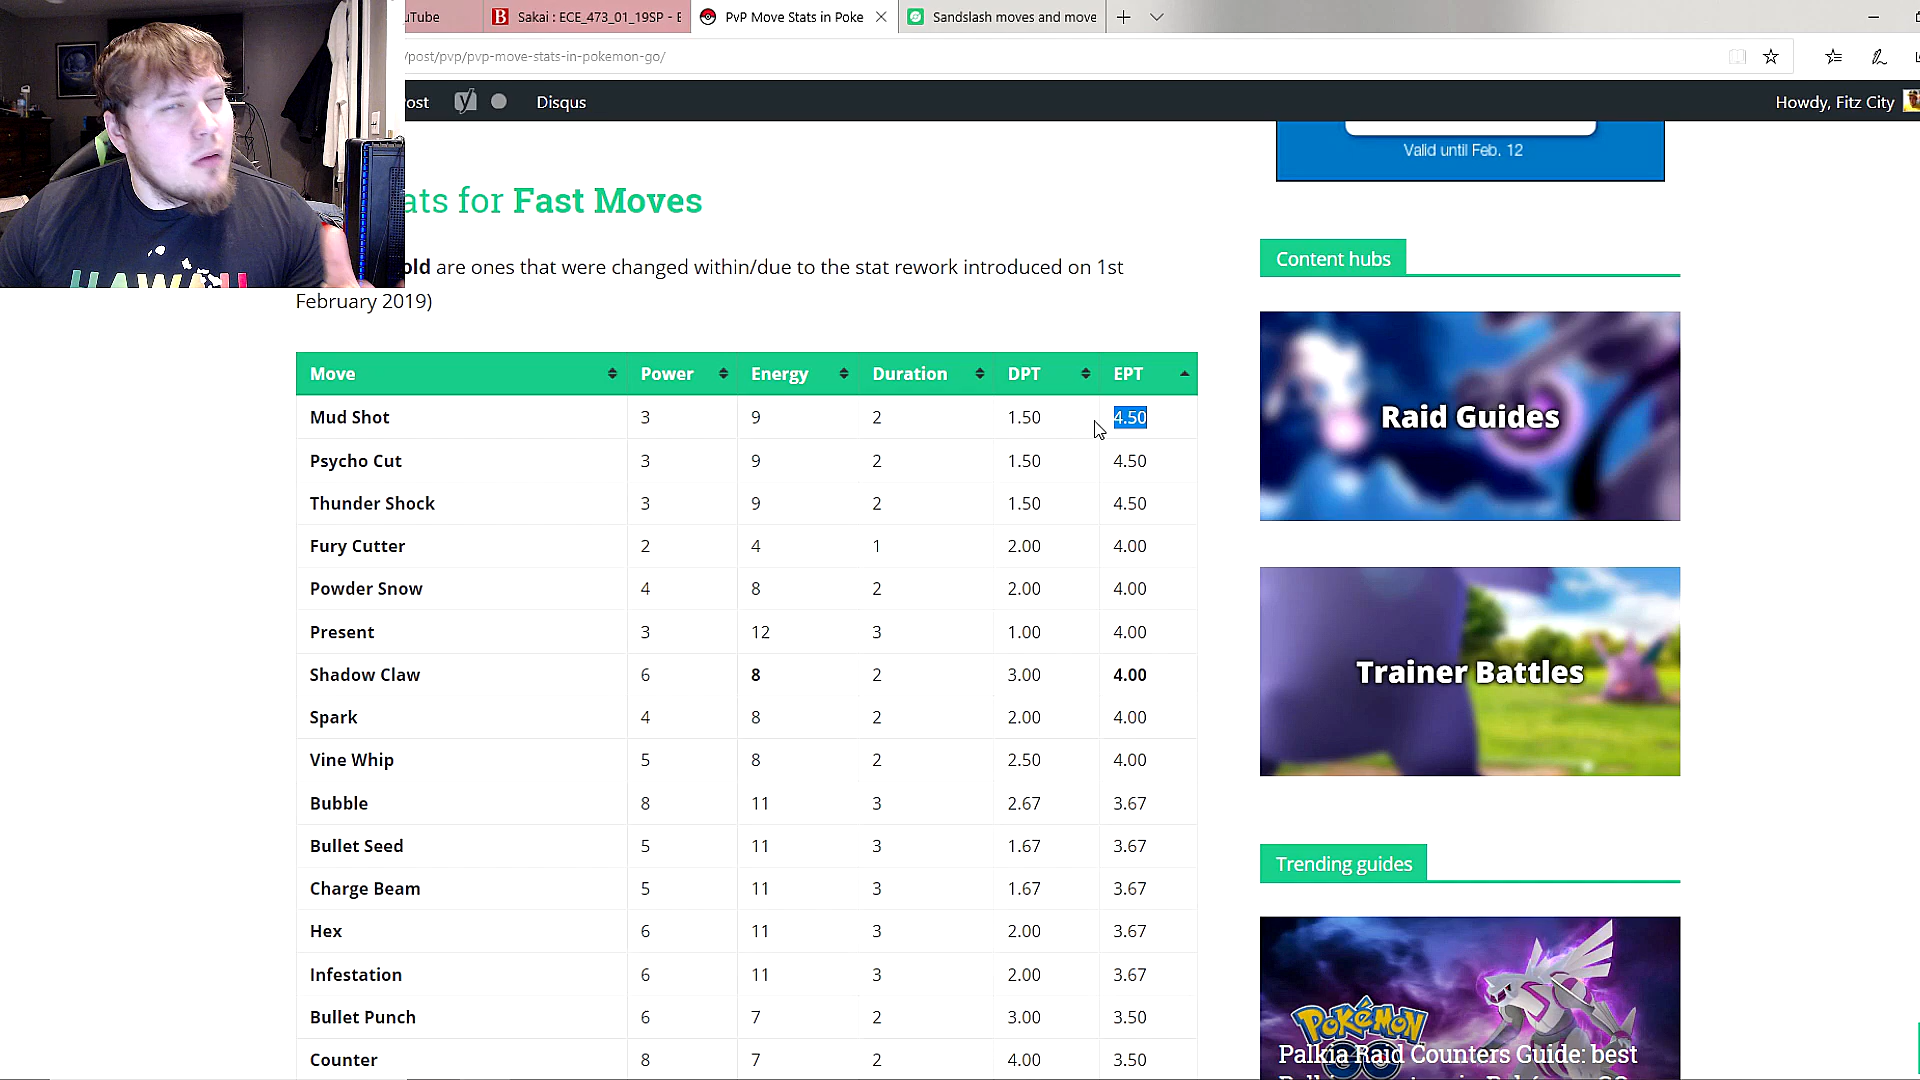 uTube
Sakai : ECE_473_01_19SP - E
PvP Move Stats in Poke
Sandslash moves and move
/post/pvp/pvp-move-stats-in-pokemon-go/
ost
Disqus
Howdy, Fitz City
Valid until Feb. 12
ats for Fast Moves
old are ones that were changed within/due to the stat rework introduced on 1st
February 2019)
HAWAII
Move Power Energy Duration DPT EPT
Mud Shot 3 9 2 1.50 4.50
Psycho Cut 3 9 2 1.50 4.50
Thunder Shock 3 9 2 1.50 4.50
Fury Cutter 2 4 1 2.00 4.00
Powder Snow 4 8 2 2.00 4.00
Present 3 12 3 1.00 4.00
Shadow Claw 6 8 2 3.00 4.00
Spark 4 8 2 2.00 4.00
Vine Whip 5 8 2 2.50 4.00
Bubble 8 11 3 2.67 3.67
Bullet Seed 5 11 3 1.67 3.67
Charge Beam 5 11 3 1.67 3.67
Hex 6 11 3 2.00 3.67
Infestation 6 11 3 2.00 3.67
Bullet Punch 6 7 2 3.00 3.50
Counter 8 7 2 4.00 3.50
Content hubs
Raid Guides
Trainer Battles
Trending guides
POKÉMON
GO
Palkia Raid Counters Guide: best